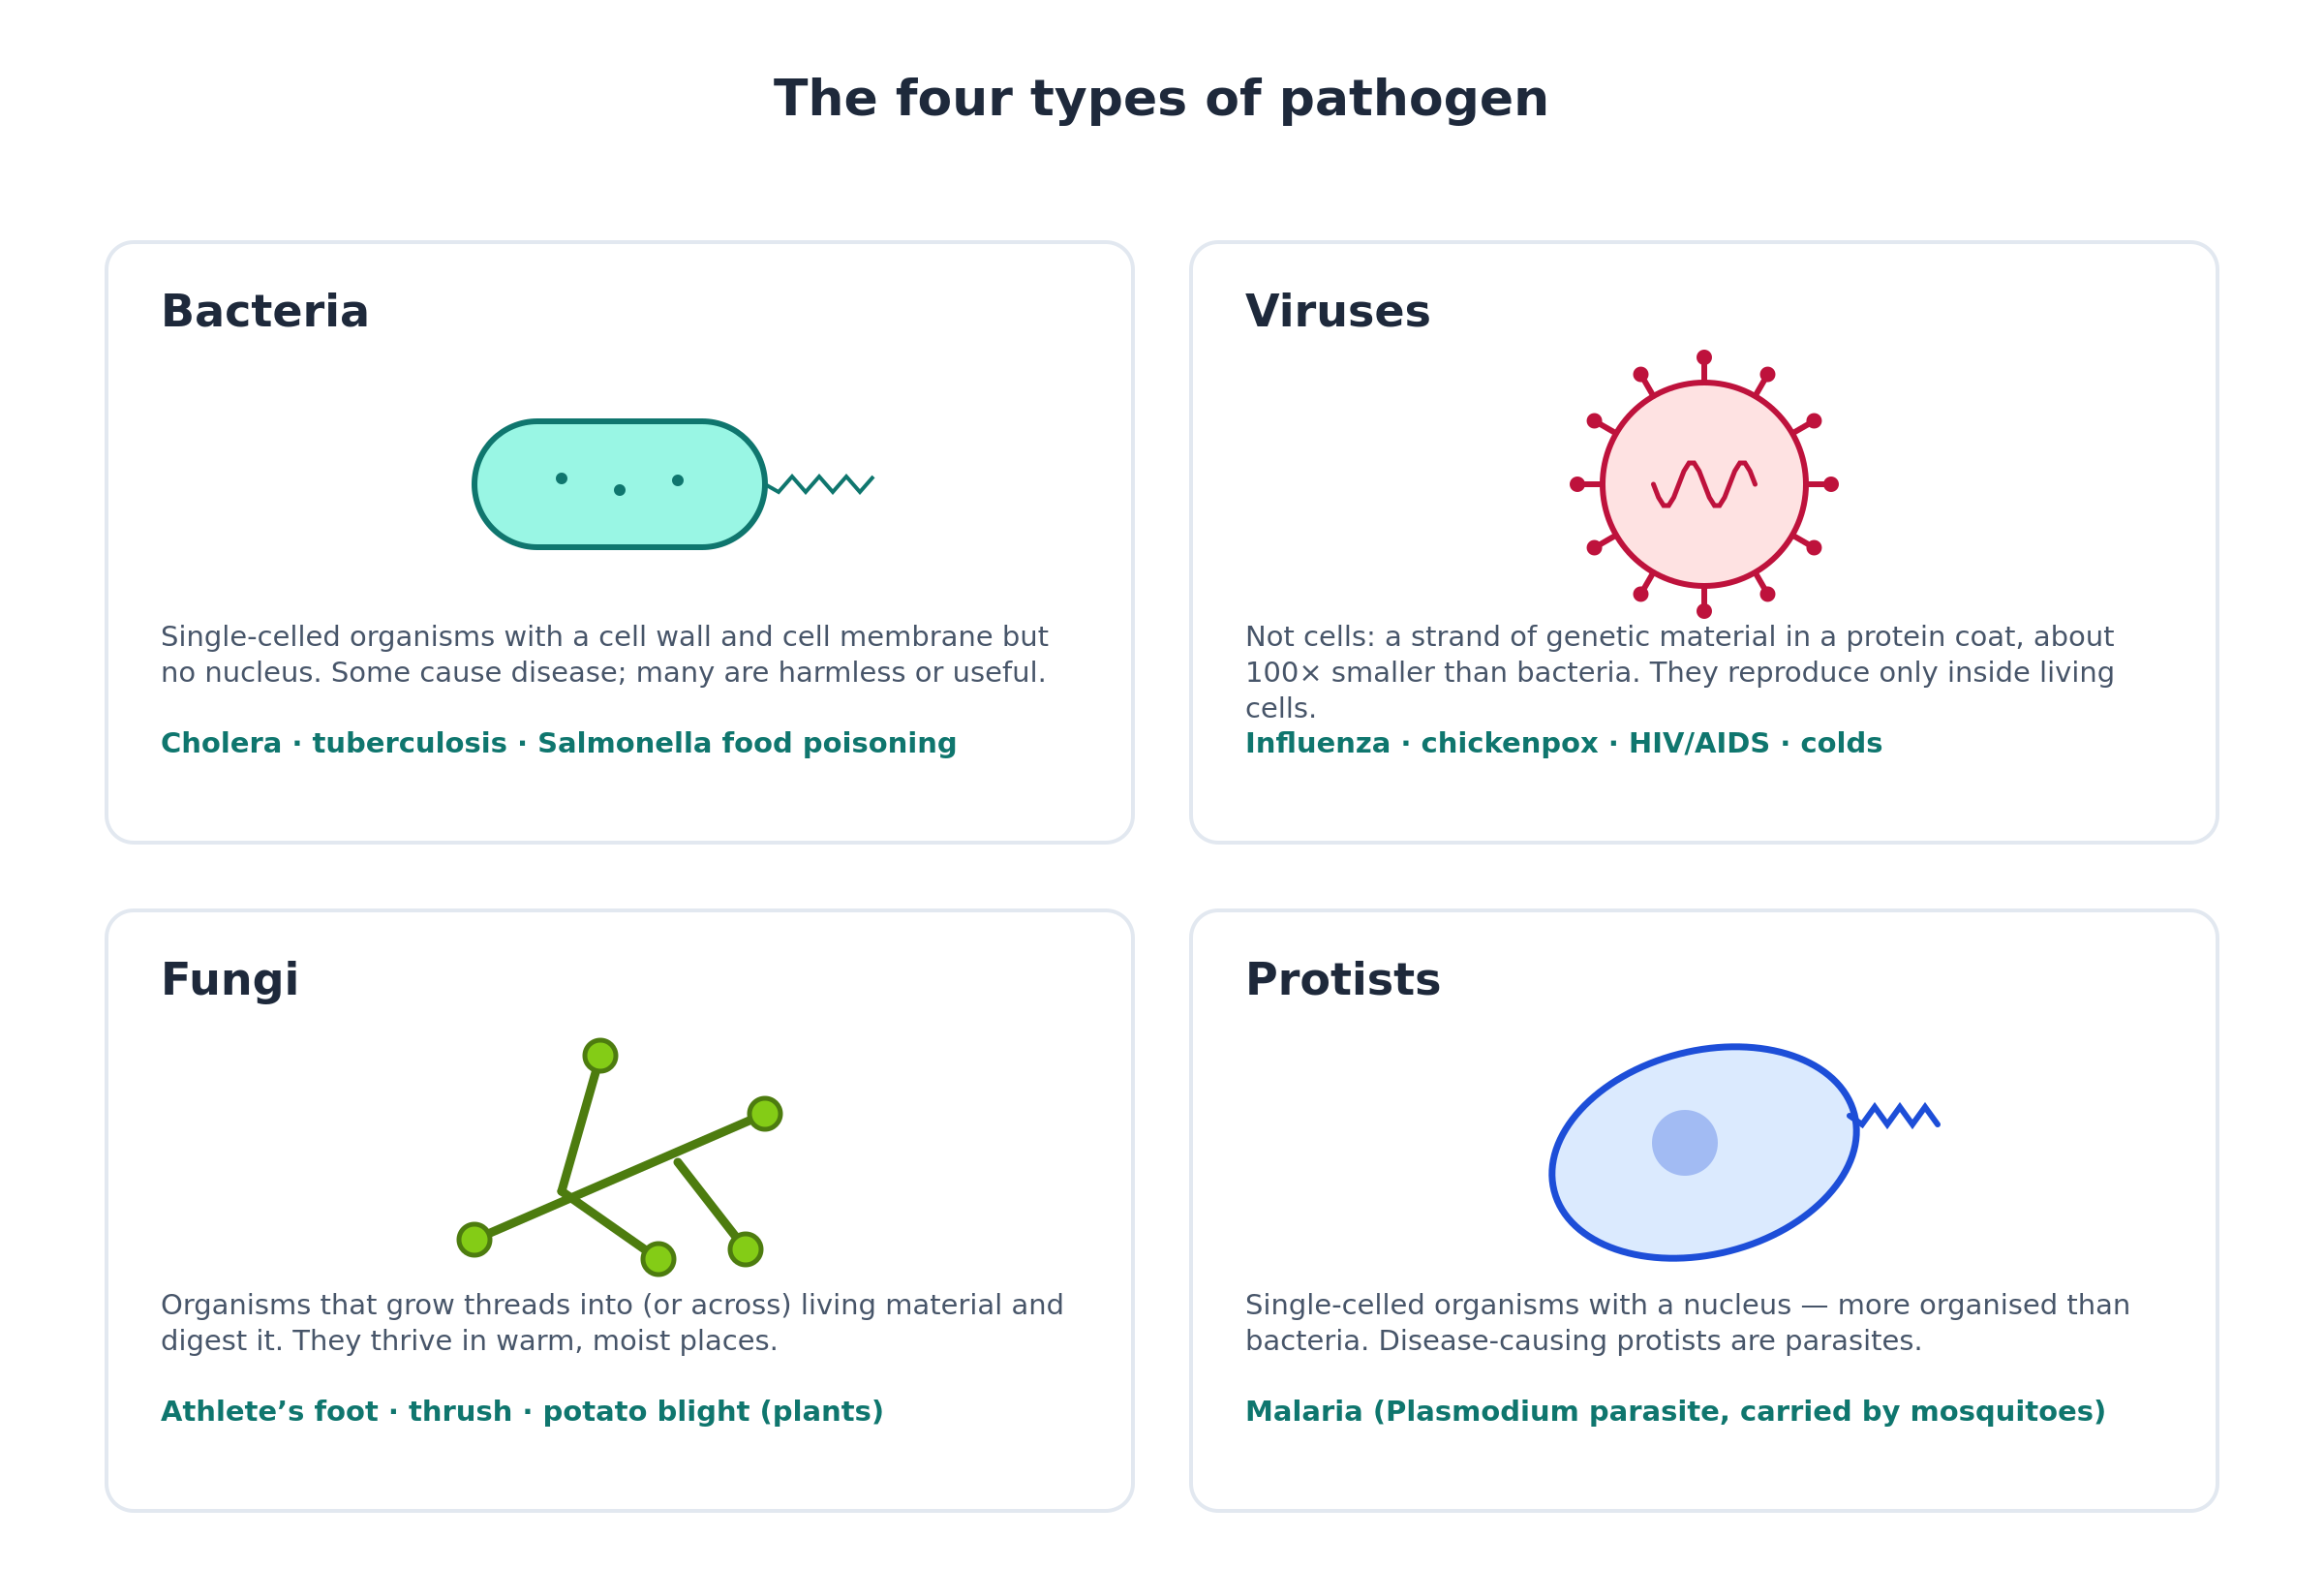 The four types of pathogen
Bacteria
Single-celled organisms with a cell wall and cell membrane but
no nucleus. Some cause disease; many are harmless or useful.
Cholera · tuberculosis · Salmonella food poisoning
Viruses
Not cells: a strand of genetic material in a protein coat, about
100× smaller than bacteria. They reproduce only inside living
cells.
Influenza · chickenpox · HIV/AIDS · colds
Fungi
Organisms that grow threads into (or across) living material and
digest it. They thrive in warm, moist places.
Athlete’s foot · thrush · potato blight (plants)
Protists
Single-celled organisms with a nucleus — more organised than
bacteria. Disease-causing protists are parasites.
Malaria (Plasmodium parasite, carried by mosquitoes)